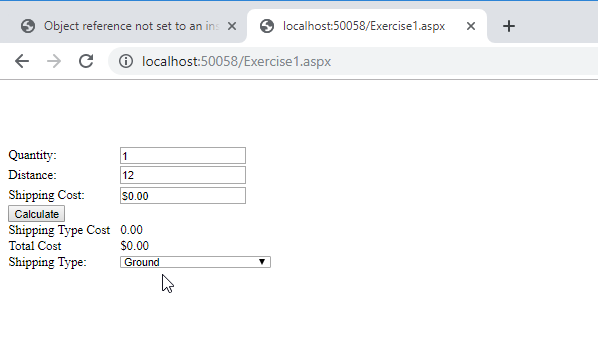 Object reference not set to an ins
localhost:50058/Exercise1.aspx
localhost:50058/Exercise1.aspx
Quantity: 1
Distance: 12
Shipping Cost: $0.00
Calculate
Shipping Type Cost 0.00
Total Cost $0.00
Shipping Type: Ground